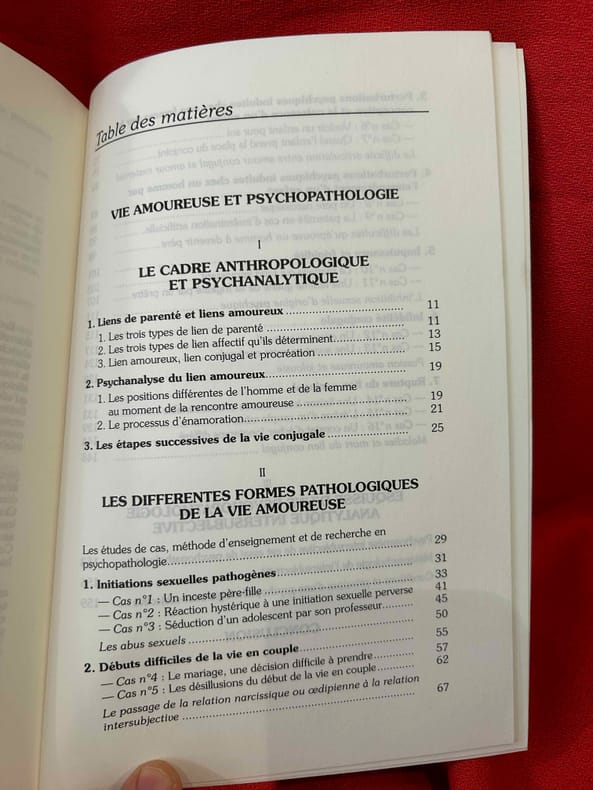 Table des matières
VIE AMOUREUSE ET PSYCHOPATHOLOGIE
I
LE CADRE ANTHROPOLOGIQUE
ET PSYCHANALYTIQUE
1. Liens de parenté et liens amoureux ........ 11
1. Les trois types de lien de parenté ........ 11
2. Les trois types de lien affectif qu'ils déterminent ........ 13
3. Lien amoureux, lien conjugal et procréation ........ 15
2. Psychanalyse du lien amoureux ........ 19
1. Les positions différentes de l'homme et de la femme
au moment de la rencontre amoureuse ........ 19
2. Le processus d'énamoration ........ 21
3. Les étapes successives de la vie conjugale ........ 25
II
LES DIFFERENTES FORMES PATHOLOGIQUES
DE LA VIE AMOUREUSE
Les études de cas, méthode d'enseignement et de recherche en
psychopathologie ........ 29
1. Initiations sexuelles pathogènes ........ 31
— Cas n°1 : Un inceste père-fille ........ 33
— Cas n°2 : Réaction hystérique à une initiation sexuelle perverse 41
— Cas n°3 : Séduction d'un adolescent par son professeur ........ 45
Les abus sexuels ........ 50
2. Débuts difficiles de la vie en couple ........ 55
— Cas n°4 : Le mariage, une décision difficile à prendre ........ 57
— Cas n°5 : Les désillusions du début de la vie en couple ........ 62
Le passage de la relation narcissique ou œdipienne à la relation
intersubjective ........ 67